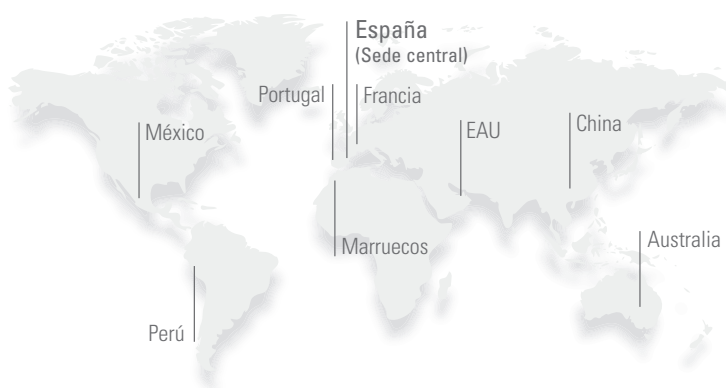 España
(Sede central)
Portugal
Francia
México
EAU
China
Marruecos
Australia
Perú